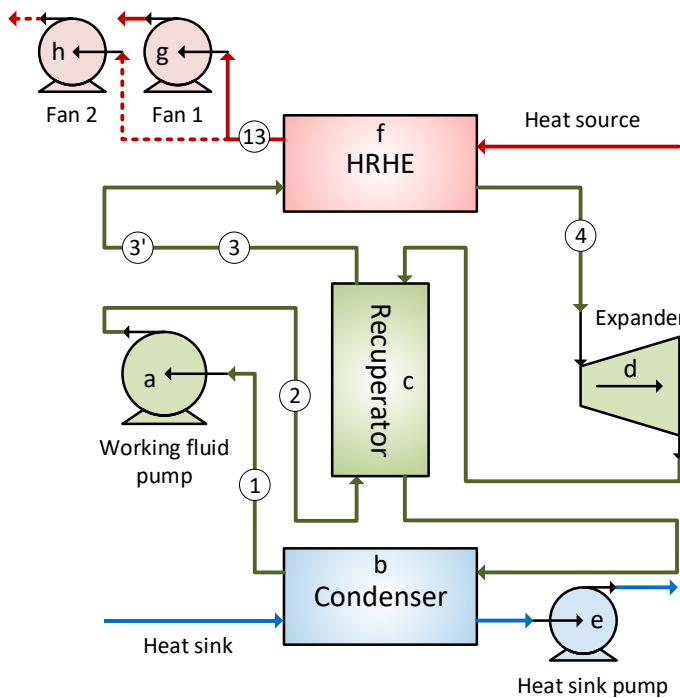 h
g
Fan 2
Fan 1
13
f
HRHE
Heat source
3'
3
4
Expander
d
Recuperator
c
a
2
Working fluid
pump
1
b
Condenser
Heat sink
e
Heat sink pump